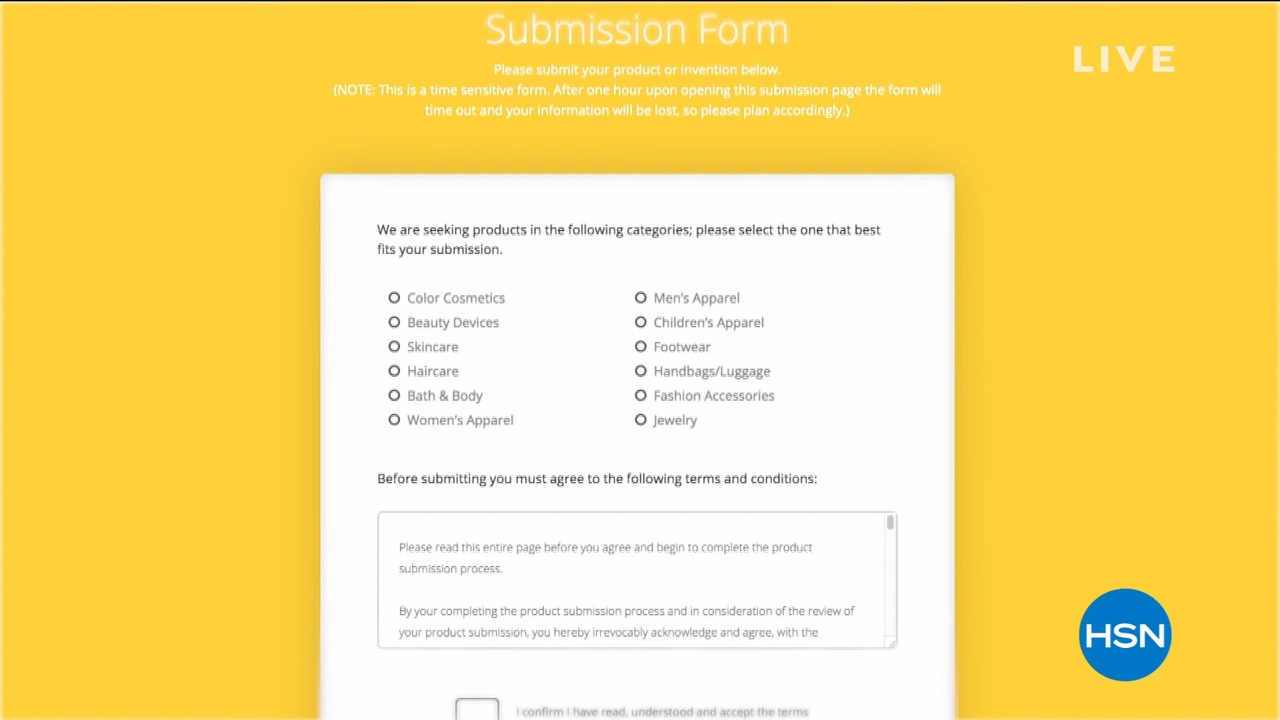 Submission Form
LIVE
Please submit your product or invention below.
(NOTE: This is a time sensitive form. After one hour upon opening this submission page the form will
time out and your information will be lost, so please plan accordingly.)
We are seeking products in the following categories; please select the one that best
fits your submission.
Color Cosmetics
Beauty Devices
Skincare
Haircare
Bath & Body
Women's Apparel
Men's Apparel
Children's Apparel
Footwear
Handbags/Luggage
Fashion Accessories
Jewelry
Before submitting you must agree to the following terms and conditions:
Please read this entire page before you agree and begin to complete the product
submission process.
By your completing the product submission process and in consideration of the review of
your product submission, you hereby irrevocably acknowledge and agree, with the
I confirm I have read, understood and accept the terms
HSN